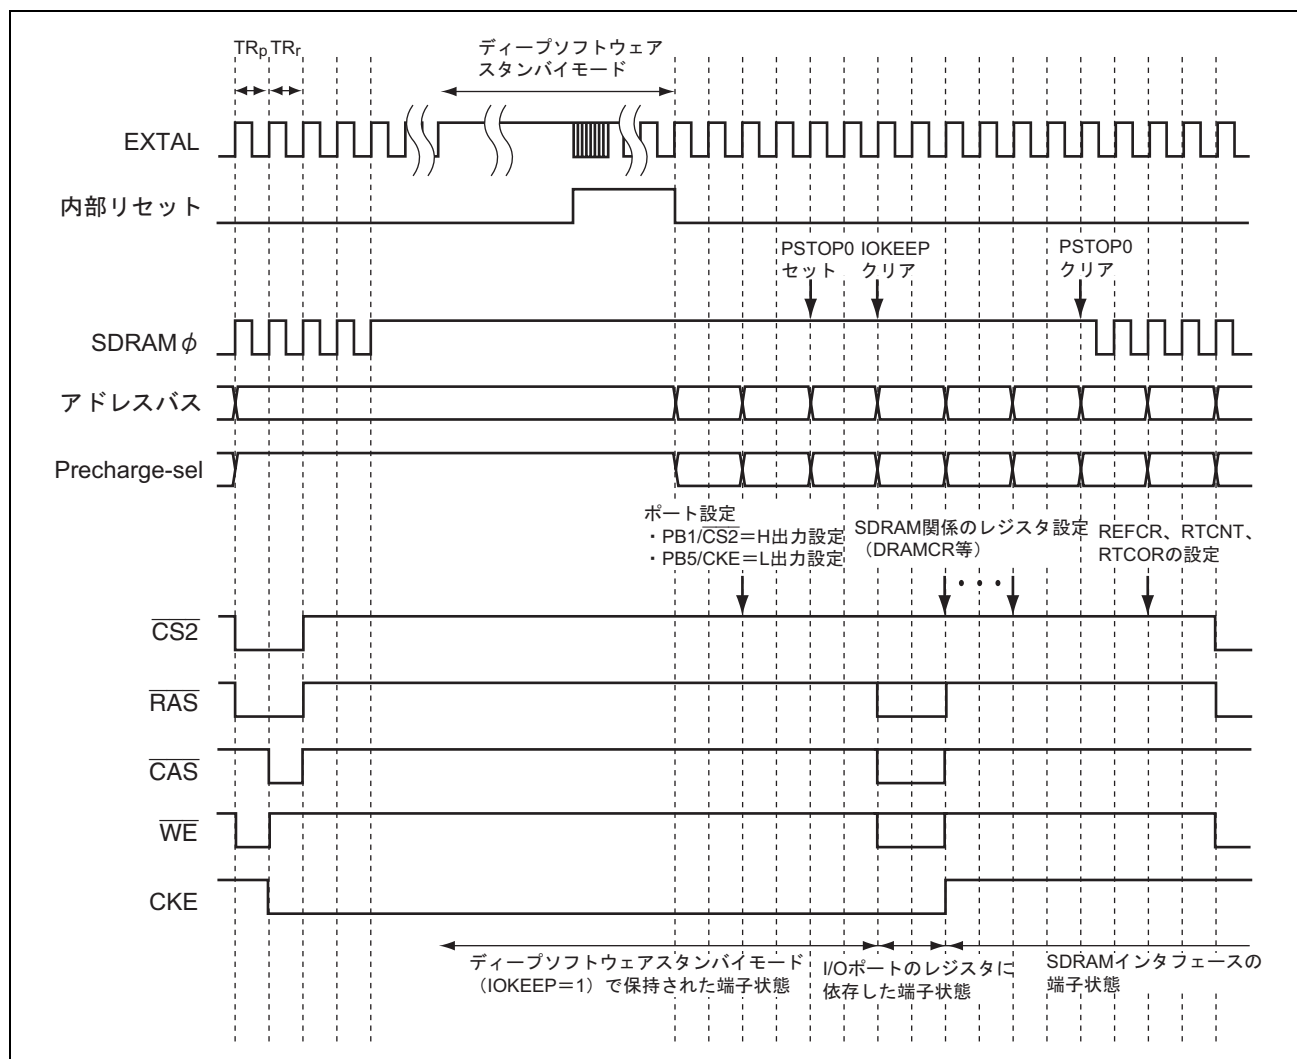 TRp TRr
ディープソフトウェア
スタンバイモード
EXTAL
内部リセット
PSTOP0
セット
IOKEEP
クリア
PSTOP0
クリア
SDRAMφ
アドレスバス
Precharge-sel
ポート設定
・PB1/CS2=H出力設定
・PB5/CKE=L出力設定
SDRAM関係のレジスタ設定
(DRAMCR等)
REFCR、RTCNT、
RTCORの設定
CS2
RAS
CAS
WE
CKE
ディープソフトウェアスタンバイモード
(IOKEEP=1)で保持された端子状態
I/Oポートのレジスタに
依存した端子状態
SDRAMインタフェースの
端子状態